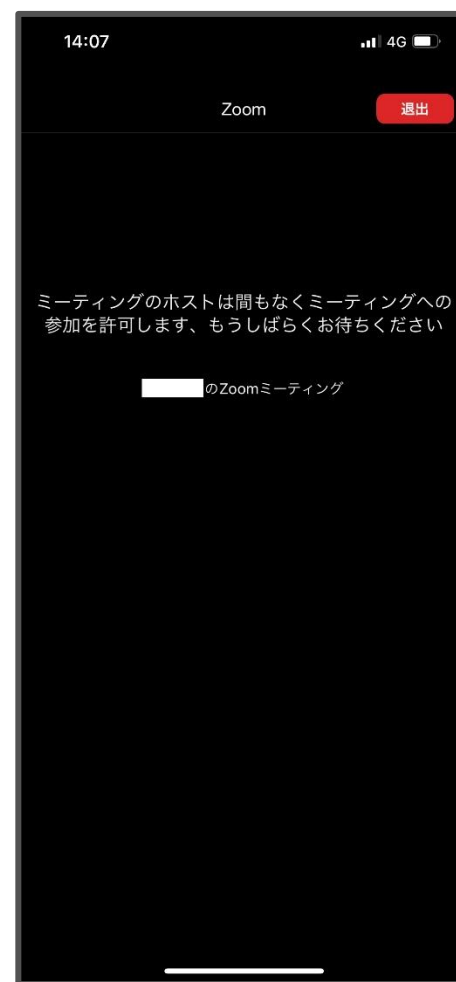 14:07
4G
Zoom
退出
ミーティングのホストは間もなくミーティングへの
参加を許可します、もうしばらくお待ちください
のZoomミーティング